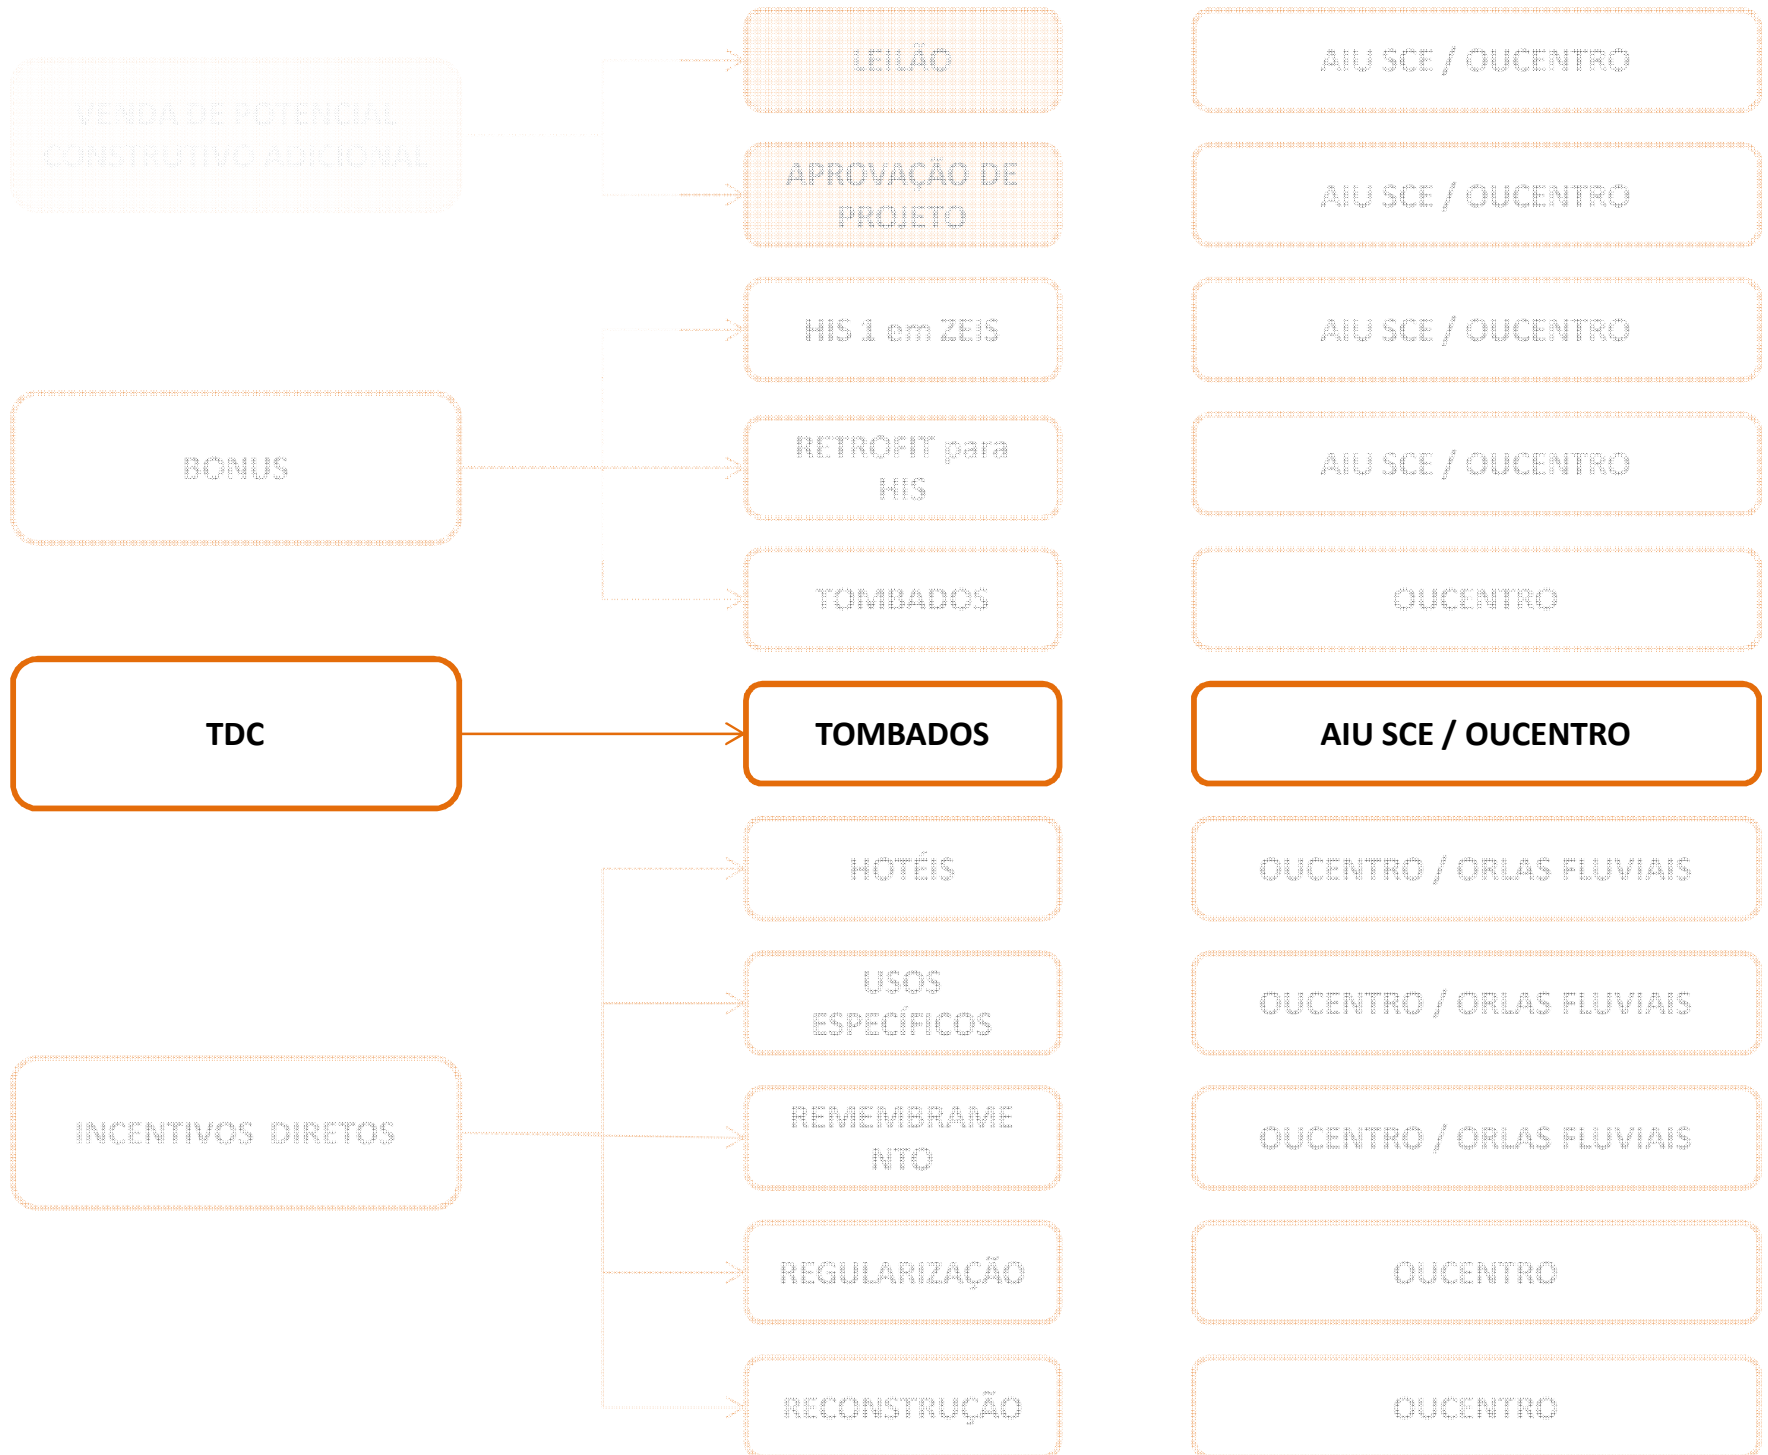 VENDA DE POTENCIAL
CONSTRUTIVO ADICIONAL
LEILÃO
AIU SCE / OUCENTRO
APROVAÇÃO DE
PROJETO
AIU SCE / OUCENTRO
BONUS
HIS 1 em ZEIS
AIU SCE / OUCENTRO
RETROFIT para
HIS
AIU SCE / OUCENTRO
TOMBADOS
OUCENTRO
TDC
TOMBADOS
AIU SCE / OUCENTRO
INCENTIVOS DIRETOS
HOTÉIS
OUCENTRO / ORLAS FLUVIAIS
USOS
ESPECÍFICOS
OUCENTRO / ORLAS FLUVIAIS
REMEMBRAME
NTO
OUCENTRO / ORLAS FLUVIAIS
REGULARIZAÇÃO
OUCENTRO
RECONSTRUÇÃO
OUCENTRO